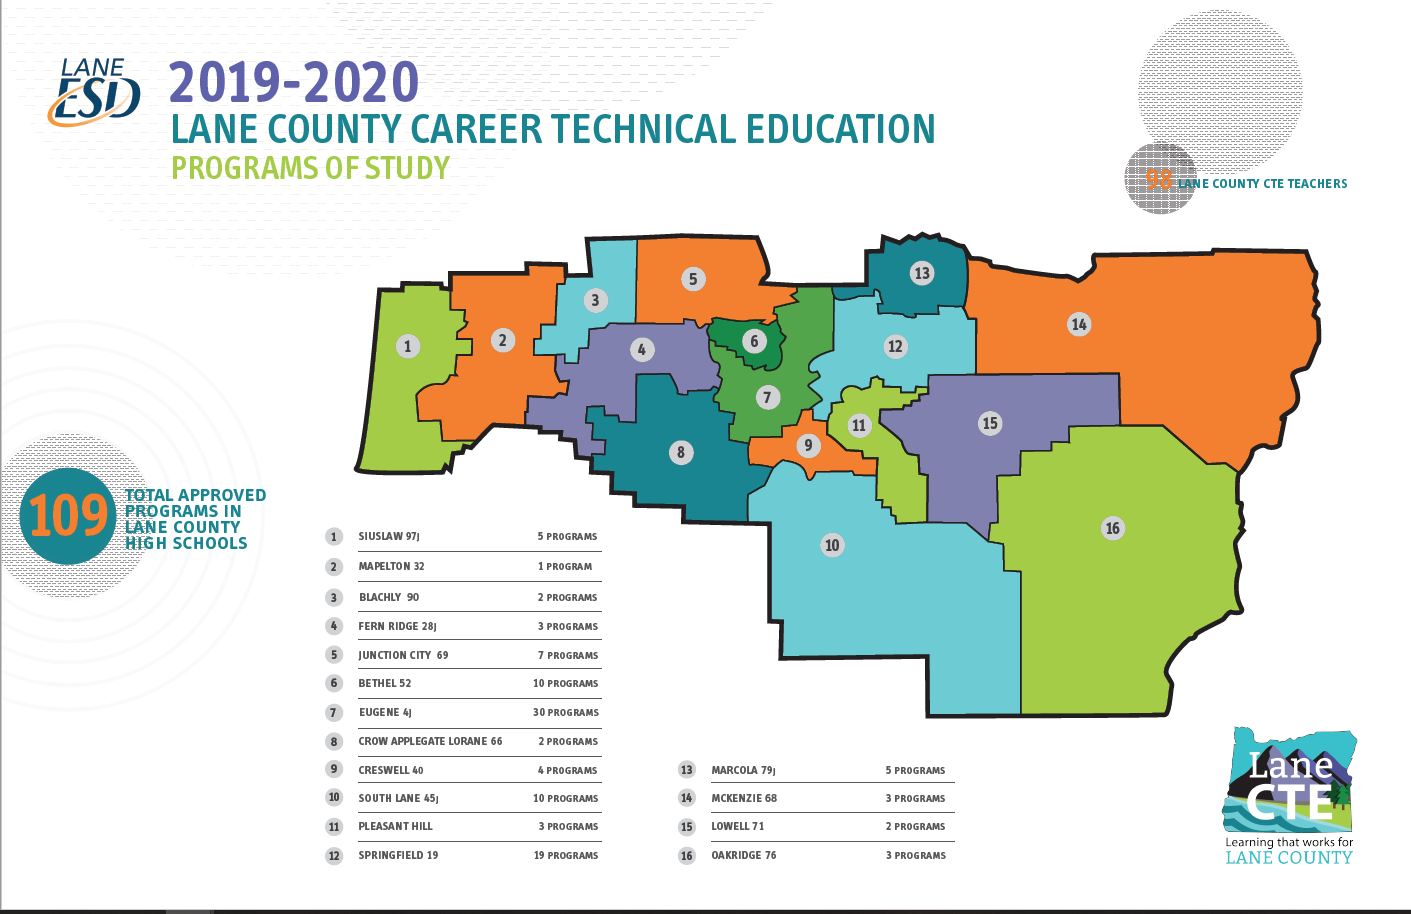 LANE
ESD
2019-2020
LANE COUNTY CAREER TECHNICAL EDUCATION
PROGRAMS OF STUDY
98 LANE COUNTY CTE TEACHERS
1
2
3
4
5
6
7
8
9
10
11
12
13
14
15
16
109
TOTAL APPROVED
PROGRAMS IN
LANE COUNTY
HIGH SCHOOLS
1 SIUSLAW 97J 5 PROGRAMS
2 MAPELTON 32 1 PROGRAM
3 BLACHLY 90 2 PROGRAMS
4 FERN RIDGE 28J 3 PROGRAMS
5 JUNCTION CITY 69 7 PROGRAMS
6 BETHEL 52 10 PROGRAMS
7 EUGENE 4J 30 PROGRAMS
8 CROW APPLEGATE LORANE 66 2 PROGRAMS
9 CRESWELL 40 4 PROGRAMS
10 SOUTH LANE 45J 10 PROGRAMS
11 PLEASANT HILL 3 PROGRAMS
12 SPRINGFIELD 19 19 PROGRAMS
13 MARCOLA 79J 5 PROGRAMS
14 MCKENZIE 68 3 PROGRAMS
15 LOWELL 71 2 PROGRAMS
16 OAKRIDGE 76 3 PROGRAMS
Lane
CTE
Learning that works for
LANE COUNTY